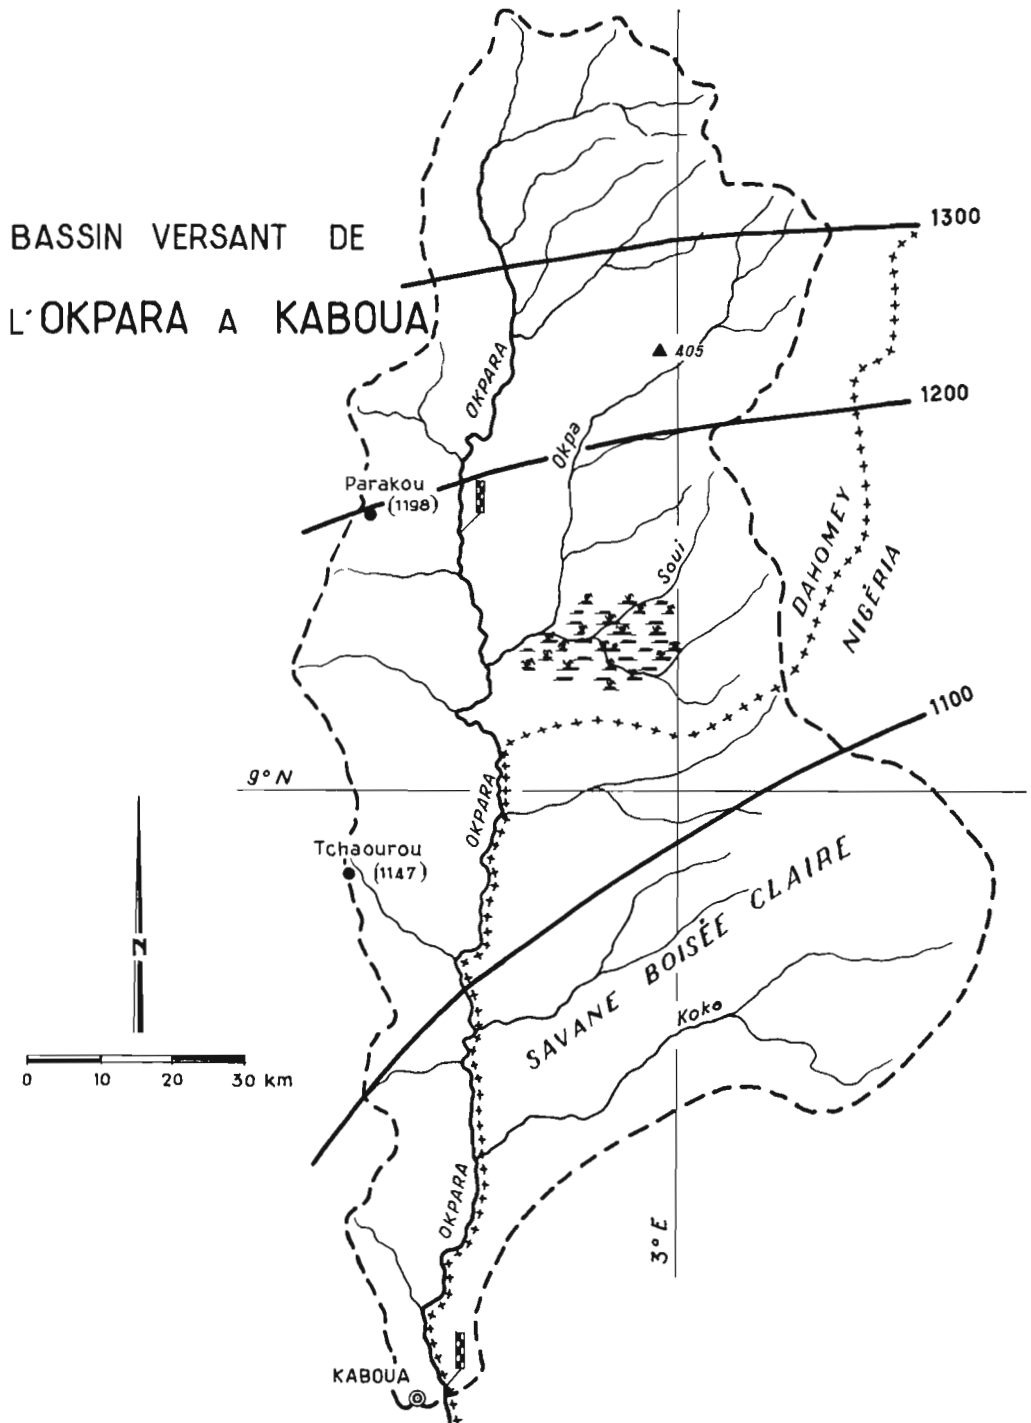 BASSIN VERSANT DE
L'OKPARA A KABOUA
1300
OKPARA
405
1200
Okpa
Parakou
(1198)
Soui
DAHOMEY
NIGÉRIA
1100
9° N
OKPARA
Tchaourou
(1147)
SAVANE BOISÉE CLAIRE
N
Koko
0 10 20 30 km
OKPARA
3° E
KABOUA